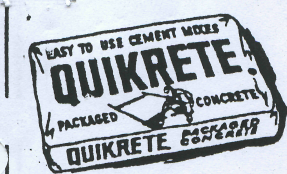 EASY TO USE CEMENT MIXES
QUIKRETE
PACKAGED CONCRETE
QUIKRETE PACKAGED
CONCRETE